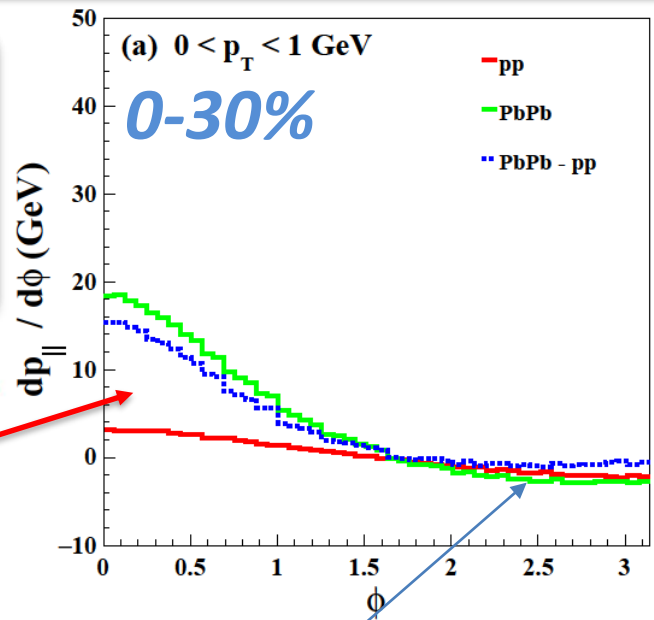 50
(a) 0 < p_T < 1 GeV
pp
0-30%
PbPb
40
PbPb - pp
30
dp_|| / dϕ (GeV)
20
10
0
−10
0 0.5 1 1.5 2 2.5 3
ϕ